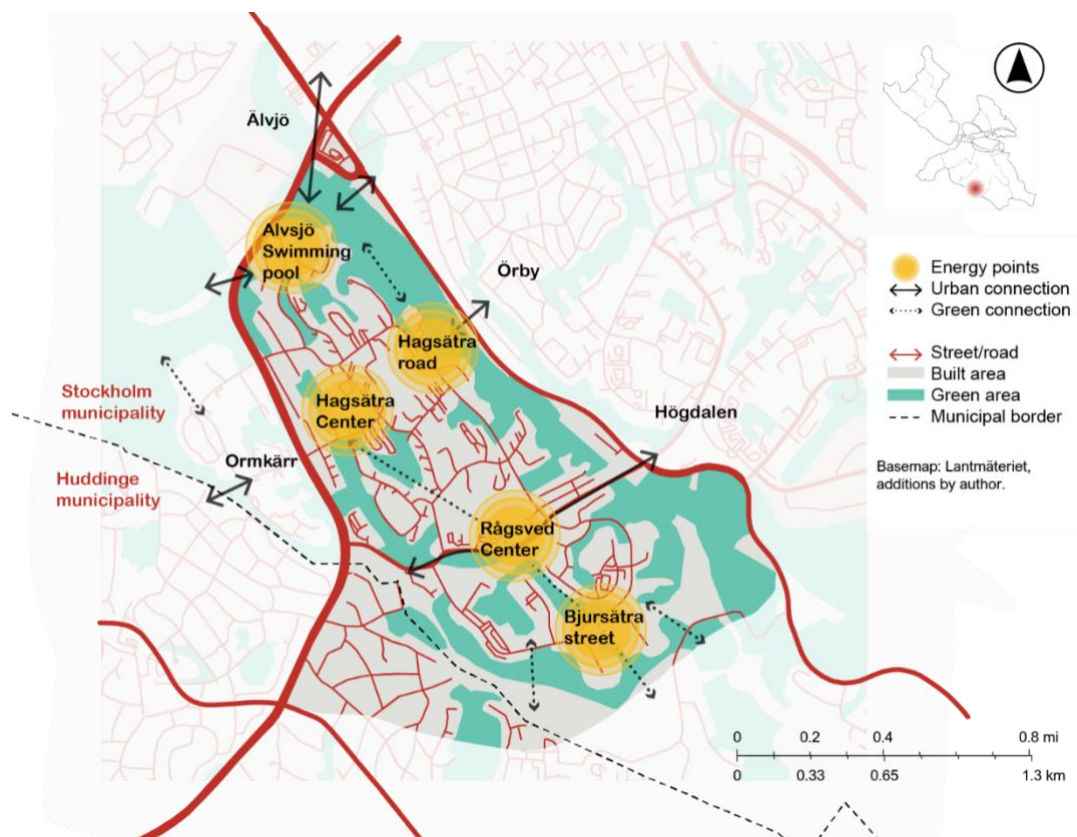 Älvjö
Alvsjö
Swimming
pool
Örby
Hagsätra
road
Hagsätra
Center
Stockholm
municipality
Högdalen
Ormkärr
Huddinge
municipality
Rågsved
Center
Bjursätra
street
Energy points
Urban connection
Green connection
Street/road
Built area
Green area
Municipal border
Basemap: Lantmäteriet,
additions by author.
0 0.2 0.4 0.8 mi
0 0.33 0.65 1.3 km